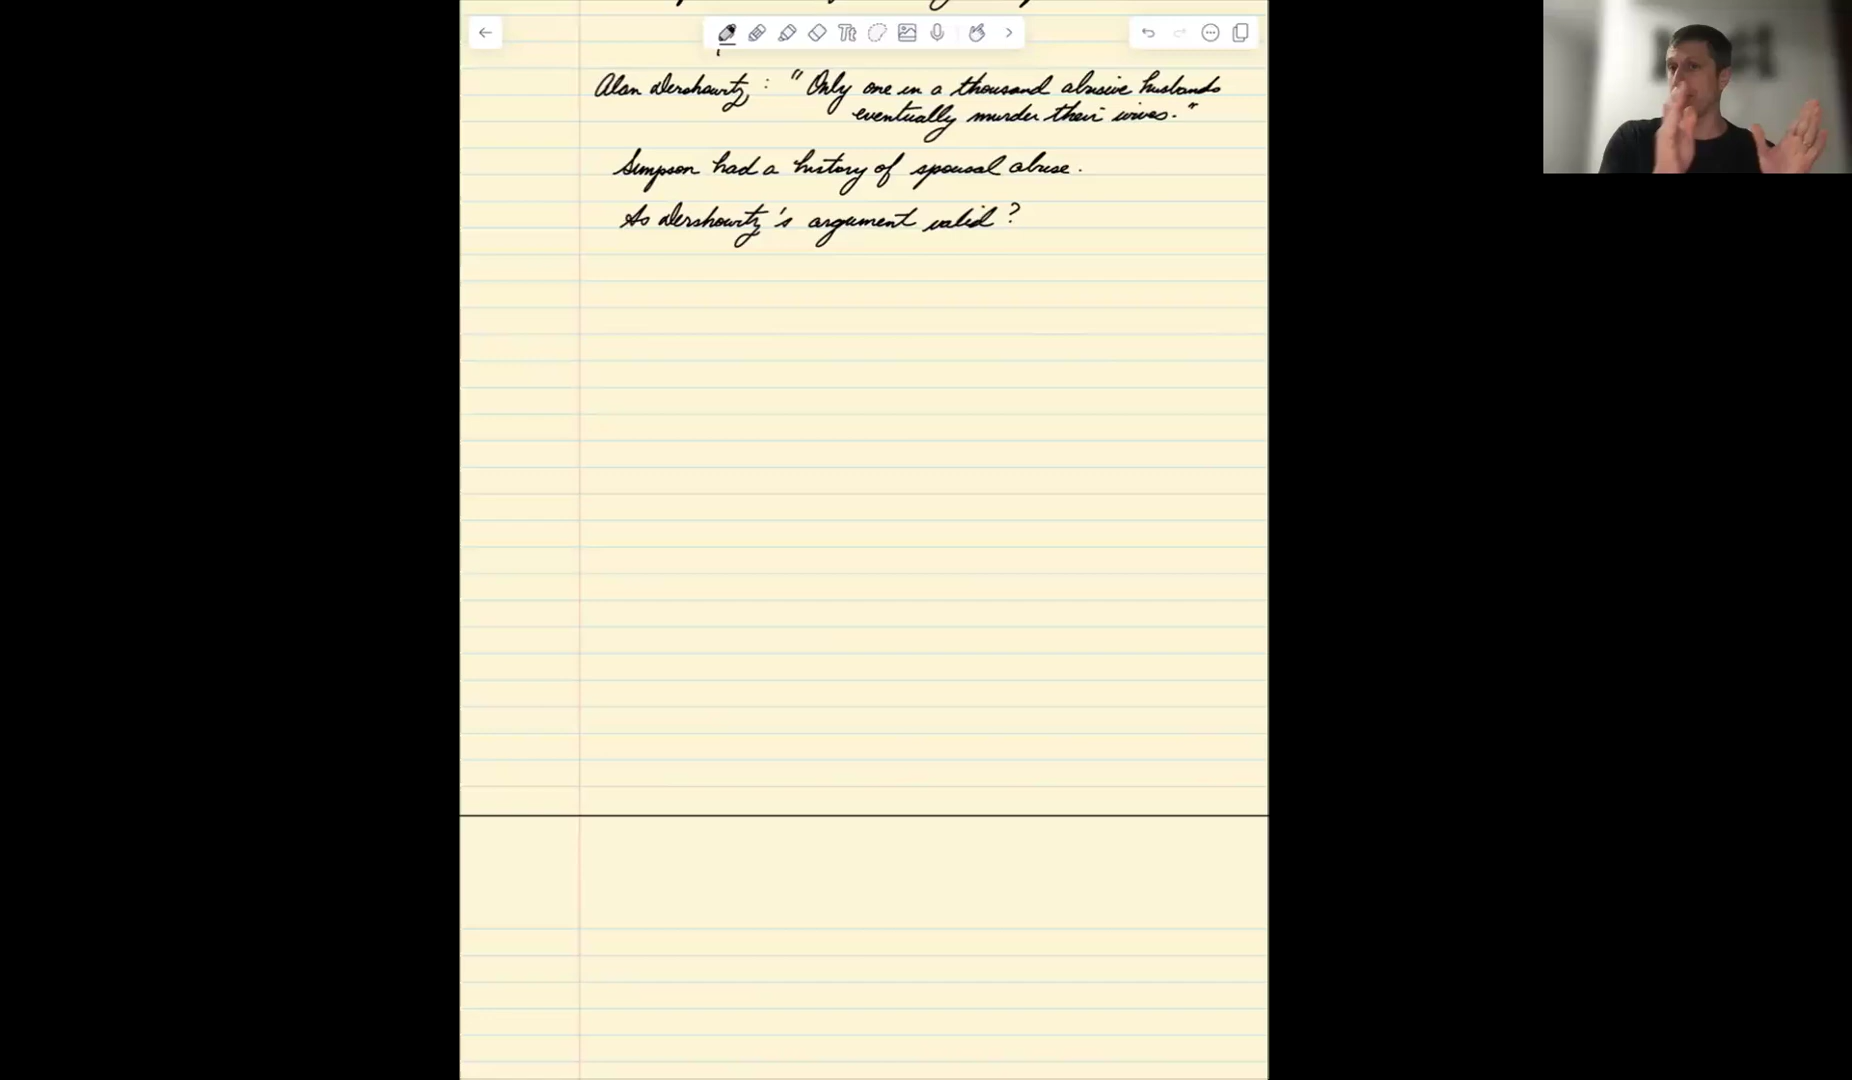 Alan Dershowitz : "Only one in a thousand abusive husbands
eventually murder their wives."
Simpson had a history of spousal abuse.
Is Dershowitz's argument valid ?